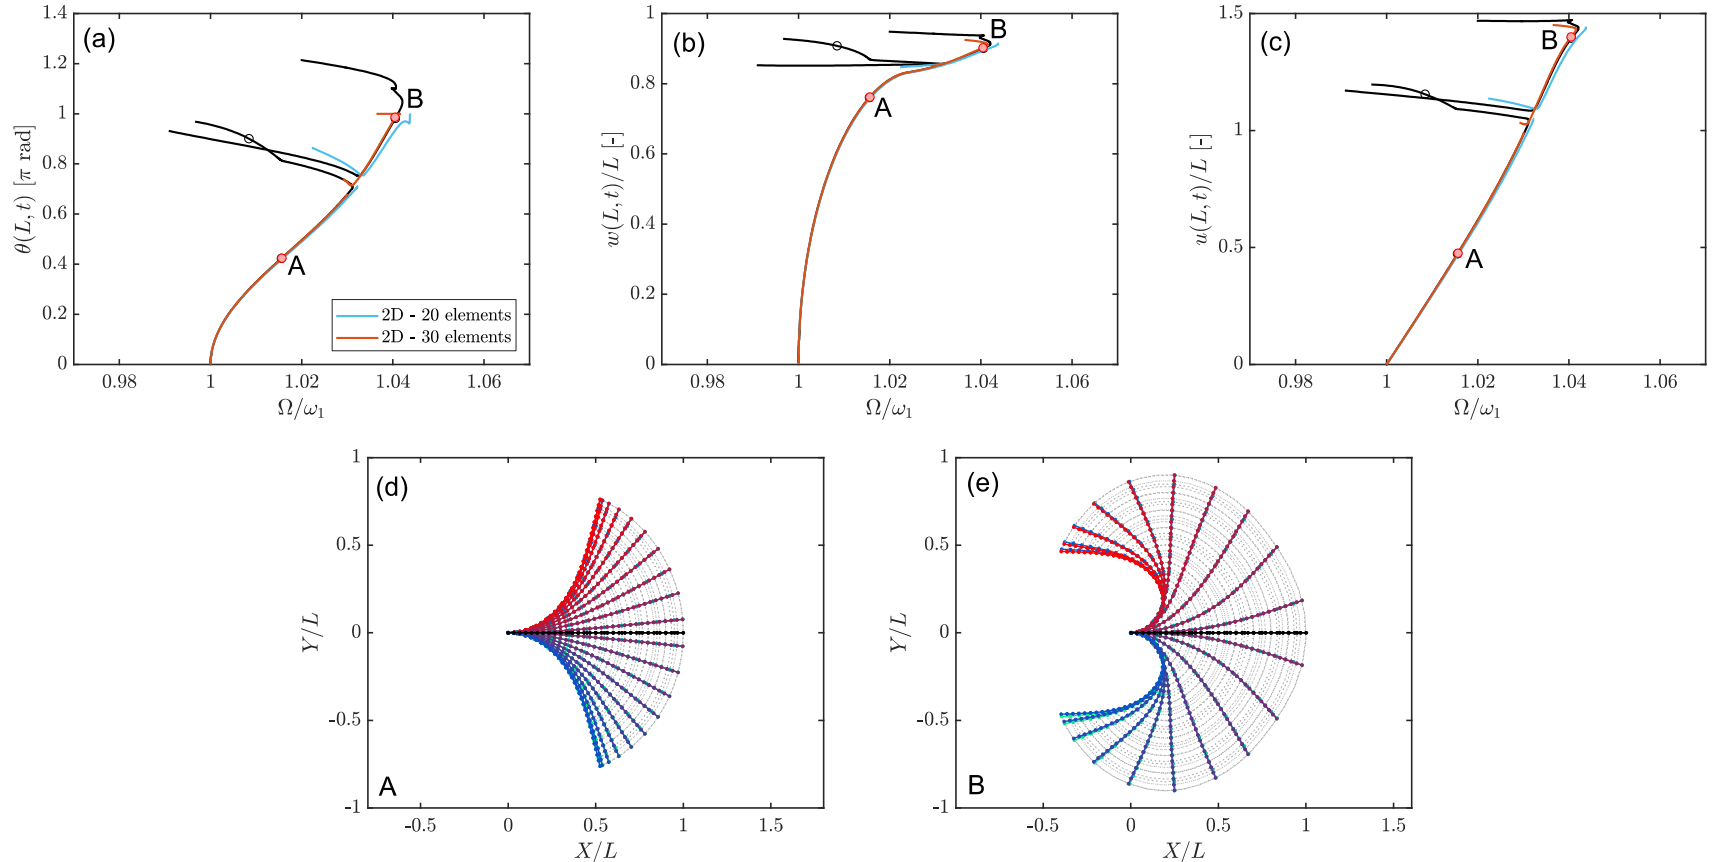 (a)
1.4
1.2
1
0.8
0.6
0.4
0.2
0
θ(L, t) [π rad]
B
A
2D - 20 elements
2D - 30 elements
0.98
1
1.02
1.04
1.06
Ω/ω₁
(b)
1
0.8
0.6
0.4
0.2
0
w(L, t)/L [-]
B
A
0.98
1
1.02
1.04
1.06
Ω/ω₁
(c)
1.5
1
0.5
0
u(L, t)/L [-]
B
A
0.98
1
1.02
1.04
1.06
Ω/ω₁
(d)
1
0.5
0
-0.5
-1
Y/L
A
-0.5
0
0.5
1
1.5
X/L
(e)
1
0.5
0
-0.5
-1
Y/L
B
-0.5
0
0.5
1
1.5
X/L